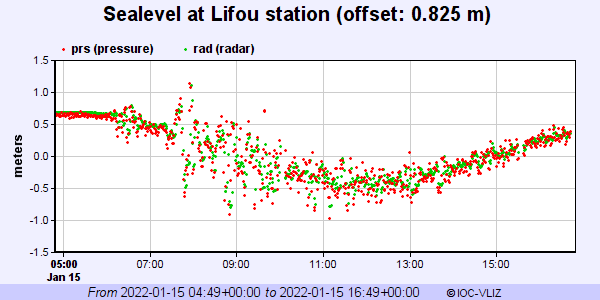 Sealevel at Lifou station (offset: 0.825 m)
prs (pressure) rad (radar)
1.5
1.0
0.5
0.0
-0.5
-1.0
-1.5
meters
05:00 07:00 09:00 11:00 13:00 15:00
Jan 15
From 2022-01-15 04:49+00:00 to 2022-01-15 16:49+00:00 © IOC-VLIZ